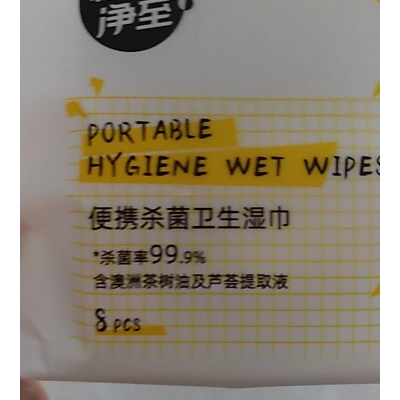 净至!
PORTABLE
HYGIENE WET WIPES
便携杀菌卫生湿巾
*杀菌率99.9%
含澳洲茶树油及芦荟提取液
8 PCS